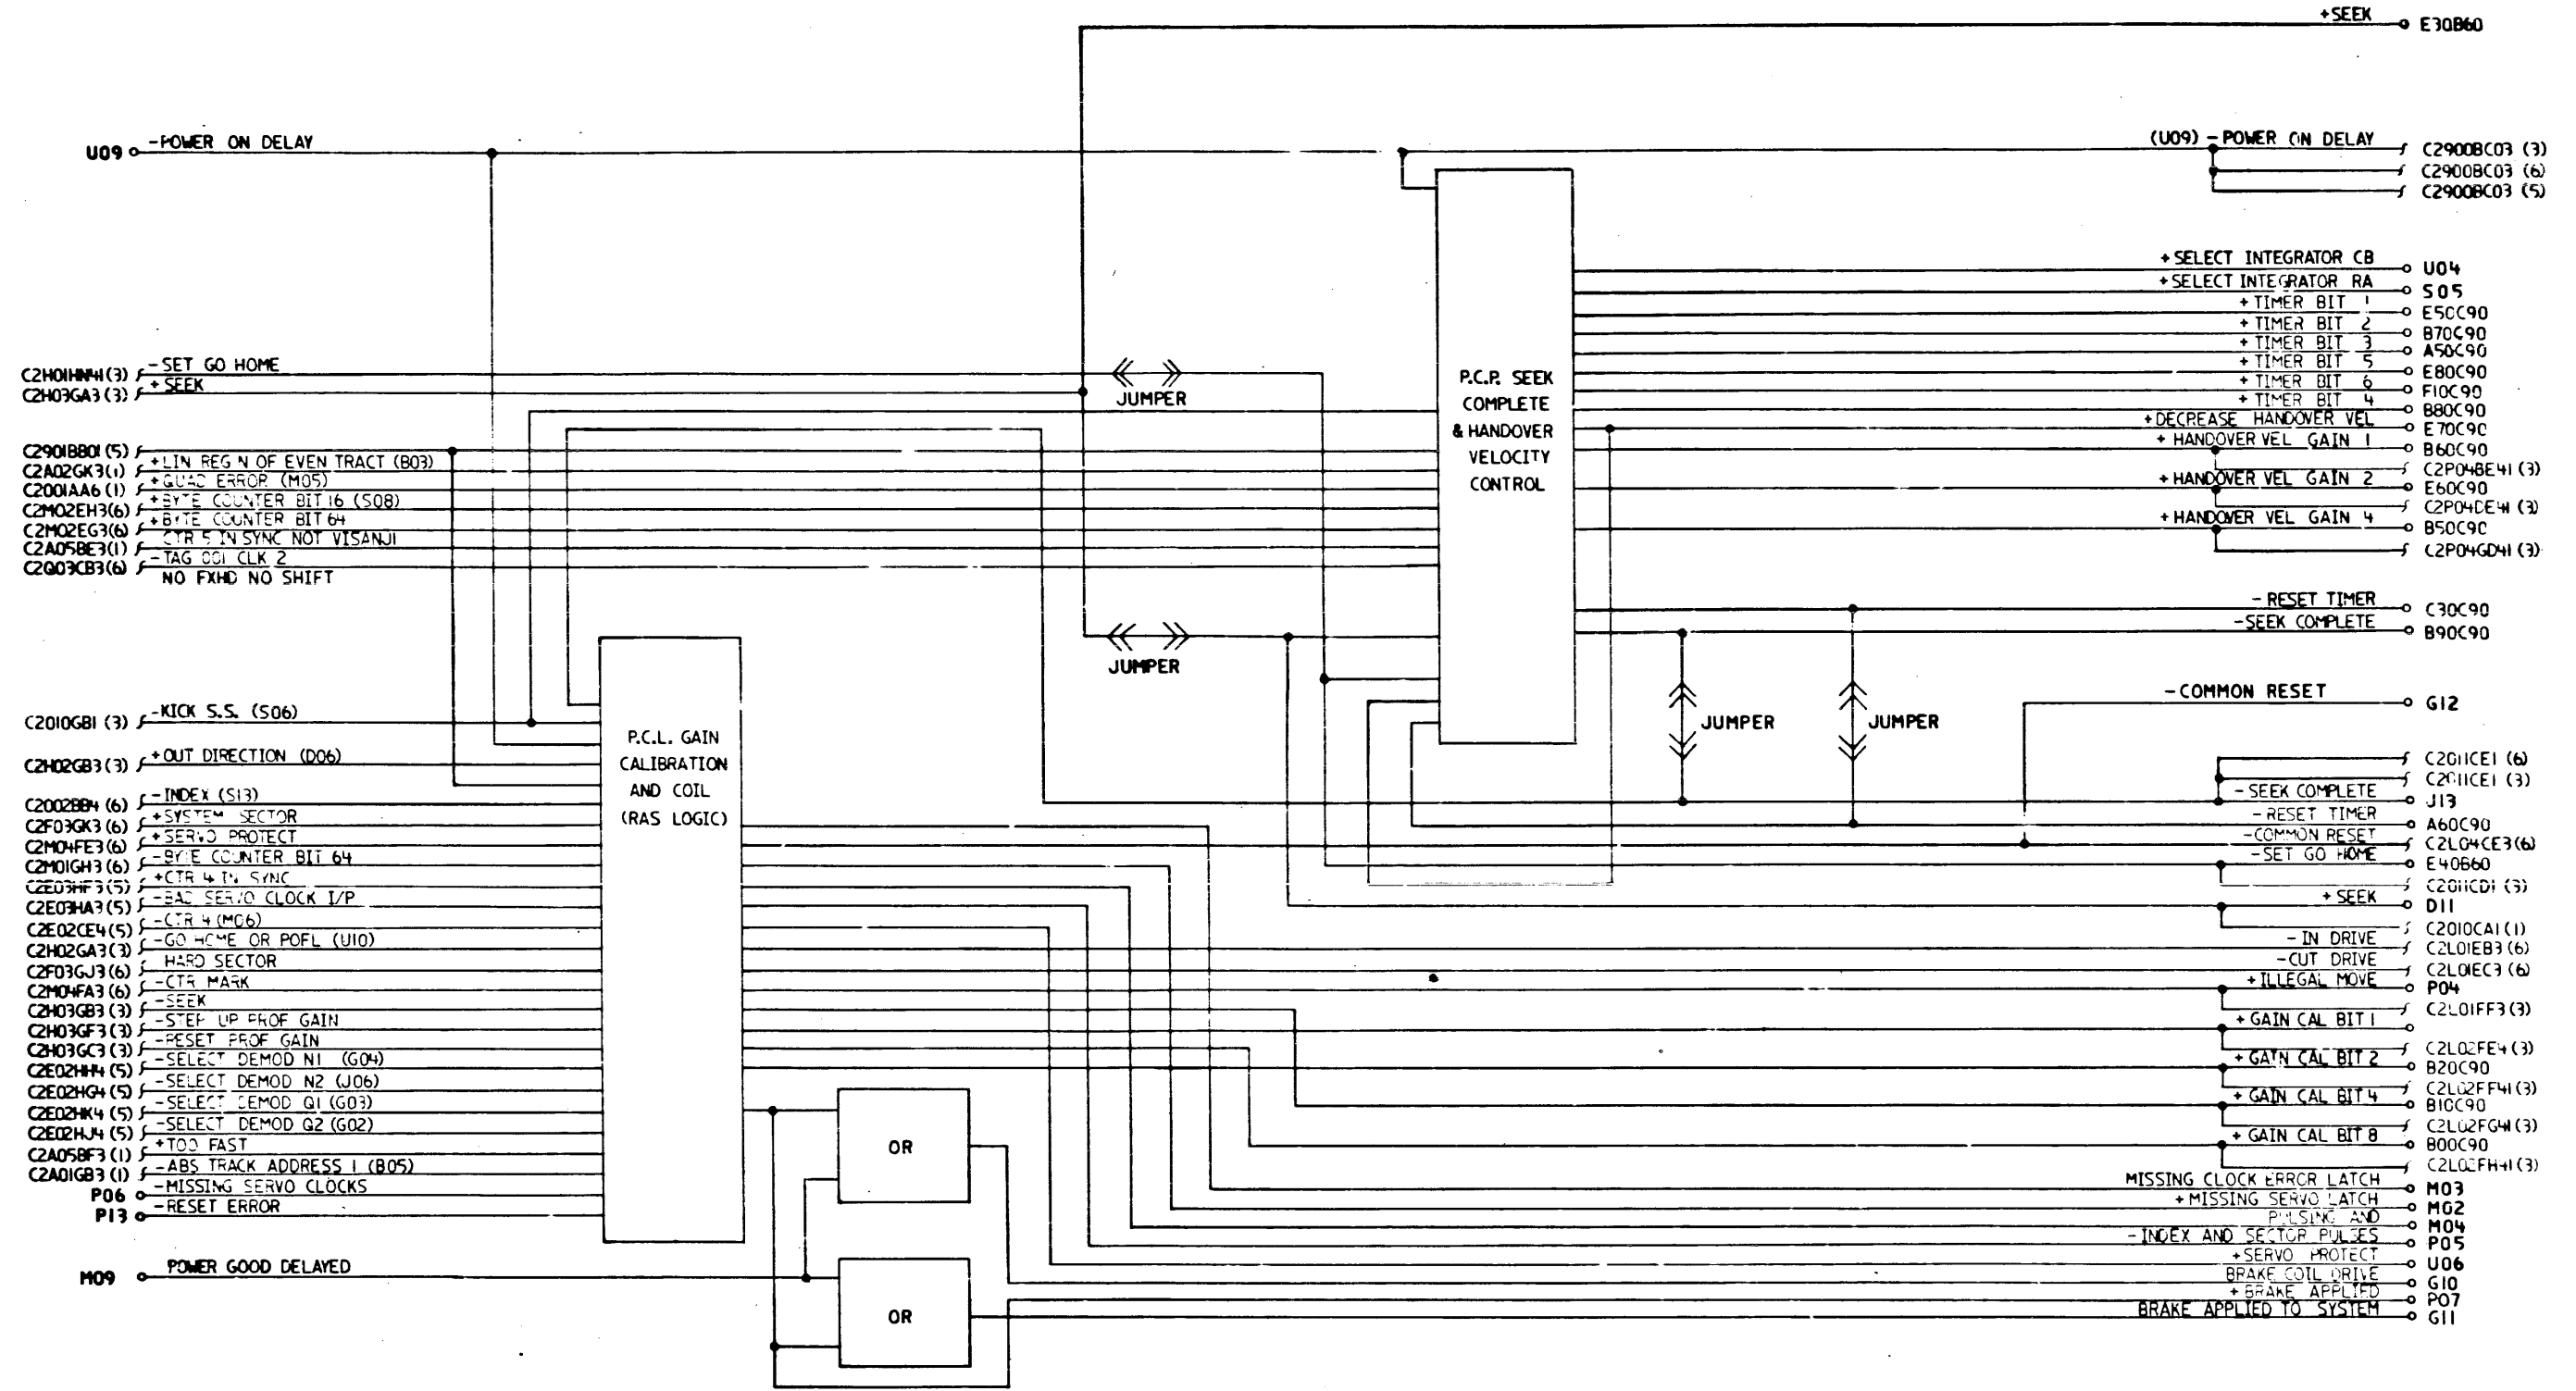 +SEEK
E30B60
U09
-POWER ON DELAY
(U09) -POWER ON DELAY
C2900BC03 (3)
C2900BC03 (6)
C2900BC03 (5)
+SELECT INTEGRATOR CB
U04
+SELECT INTEGRATOR RA
S05
+ TIMER BIT 1
E50C90
+ TIMER BIT 2
B70C90
+ TIMER BIT 3
A50C90
+ TIMER BIT 5
E80C90
+ TIMER BIT 6
F10C90
+ TIMER BIT 4
B80C90
+DECREASE HANDOVER VEL
E70C90
+ HANDOVER VEL GAIN 1
B60C90
C2P04BE41 (3)
+ HANDOVER VEL GAIN 2
E60C90
C2P04DE41 (3)
+ HANDOVER VEL GAIN 4
B50C90
C2P04GD41 (3)
- RESET TIMER
C30C90
-SEEK COMPLETE
B90C90
-COMMON RESET
G12
C2H01HN41 (3)
-SET GO HOME
C2H03GA3 (3)
+ SEEK
JUMPER
C2901BB01 (5)
C2A02GK3 (1)
+LIN REG N OF EVEN TRACT (B03)
C2001AA6 (1)
+QUAD ERROR (M05)
C2M02EH3(6)
+BYTE COUNTER BIT 16 (S08)
C2M02EG3(6)
+BYTE COUNTER BIT 64
C2A05BE3(1)
CTR 5 IN SYNC NOT VISANJI
C2Q03CB3(6)
-TAG 001 CLK 2
NO FXHD NO SHIFT
P.C.P. SEEK
COMPLETE
& HANDOVER
VELOCITY
CONTROL
JUMPER
JUMPER
JUMPER
C2010GB1 (3)
-KICK S.S. (S06)
C2H02GB3 (3)
+OUT DIRECTION (D06)
C2002BB4 (6)
-INDEX (S13)
C2F03GK3 (6)
+SYSTEM SECTOR
C2M04FE3 (6)
+SERVO PROTECT
C2M01GH3 (6)
-BYTE COUNTER BIT 64
C2E03HF3 (5)
+CTR 4 IN SYNC
C2E03HA3 (5)
-BAD SERVO CLOCK I/P
C2E02CE4 (5)
-CTR 4 (M06)
C2H02GA3 (3)
-GO HOME OR POFL (U10)
C2F03GJ3 (6)
HARD SECTOR
C2M04FA3 (6)
-CTR MARK
C2H03GB3 (3)
-SEEK
C2H03GF3 (3)
-STEP UP PROF GAIN
C2H03GC3 (3)
-RESET PROF GAIN
C2E02HH4 (5)
-SELECT DEMOD N1 (G04)
C2E02HG4 (5)
-SELECT DEMOD N2 (J06)
C2E02HK4 (5)
-SELECT DEMOD Q1 (G03)
C2E02HJ4 (5)
-SELECT DEMOD Q2 (G02)
C2A05BF3 (1)
+TOO FAST
C2A01GB3 (1)
-ABS TRACK ADDRESS 1 (B05)
P06
-MISSING SERVO CLOCKS
P13
-RESET ERROR
M09
POWER GOOD DELAYED
P.C.L. GAIN
CALIBRATION
AND COIL
(RAS LOGIC)
OR
OR
C2011CE1 (6)
C2011CE1 (3)
- SEEK COMPLETE
J13
- RESET TIMER
A60C90
-COMMON RESET
C2L04CE3(6)
-SET GO HOME
E40B60
C2011CD1 (3)
+ SEEK
D11
C2010CA1 (1)
- IN DRIVE
C2L01EB3 (6)
-OUT DRIVE
C2L01EC3 (6)
+ ILLEGAL MOVE
P04
C2L01FF3 (3)
+ GAIN CAL BIT 1
C2L02FE4 (3)
+ GAIN CAL BIT 2
B20C90
C2L02FF41 (3)
+ GAIN CAL BIT 4
B10C90
C2L02FG41 (3)
+ GAIN CAL BIT 8
B00C90
C2L02FH41 (3)
MISSING CLOCK ERROR LATCH
M03
+ MISSING SERVO LATCH
M02
PULSING AND
M04
-INDEX AND SECTOR PULSES
P05
+SERVO PROTECT
U06
BRAKE COIL DRIVE
G10
+ BRAKE APPLIED
P07
BRAKE APPLIED TO SYSTEM
G11